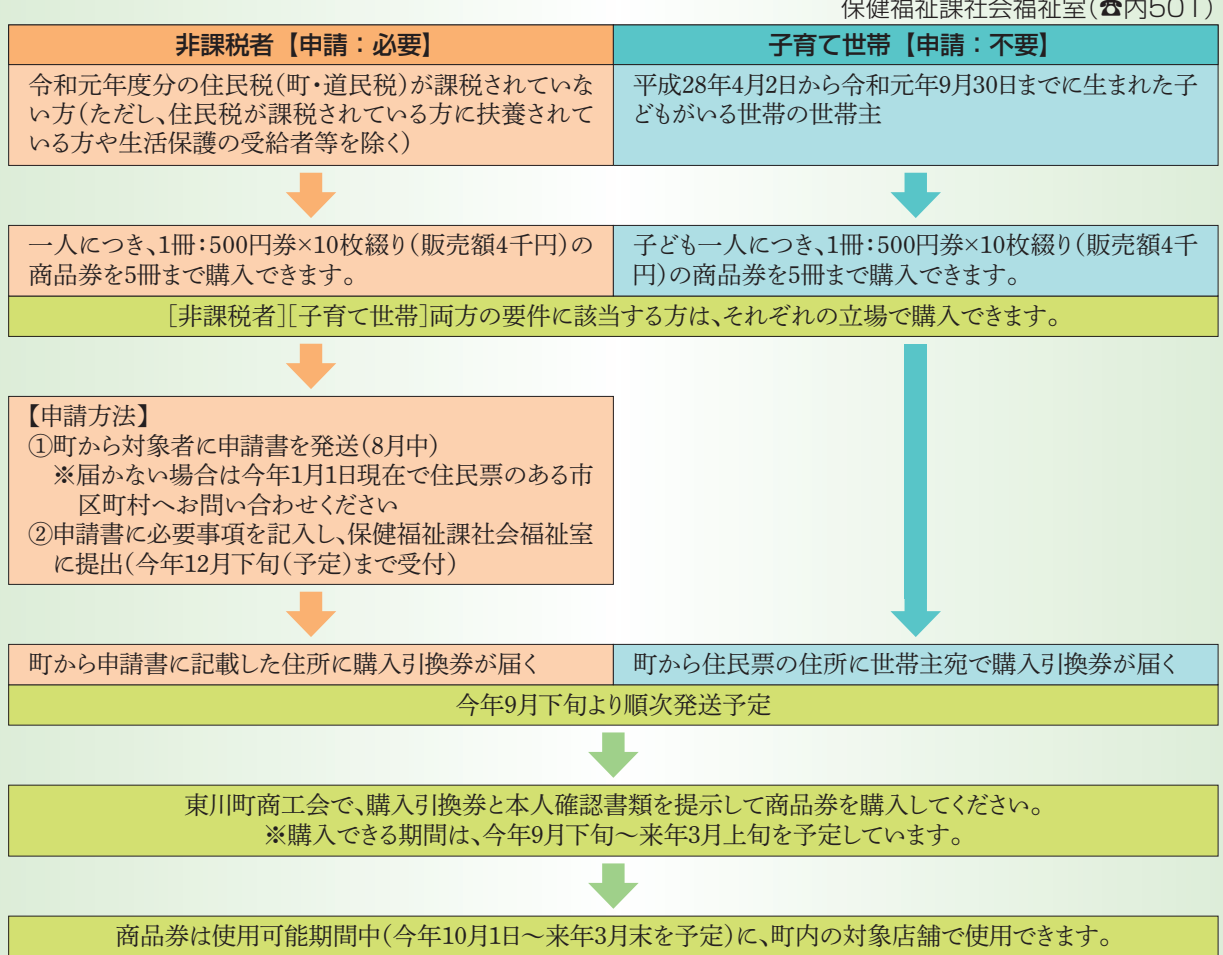 保健福祉課社会福祉室(☎内501)
非課税者【申請：必要】
子育て世帯【申請：不要】
令和元年度分の住民税(町・道民税)が課税されていな
い方(ただし、住民税が課税されている方に扶養されて
いる方や生活保護の受給者等を除く)
平成28年4月2日から令和元年9月30日までに生まれた子
どもがいる世帯の世帯主
一人につき、1冊：500円券×10枚綴り(販売額4千円)の
商品券を5冊まで購入できます。
子ども一人につき、1冊：500円券×10枚綴り(販売額4千
円)の商品券を5冊まで購入できます。
［非課税者］［子育て世帯］両方の要件に該当する方は、それぞれの立場で購入できます。
【申請方法】
①町から対象者に申請書を発送(8月中)
※届かない場合は今年1月1日現在で住民票のある市
区町村へお問い合わせください
②申請書に必要事項を記入し、保健福祉課社会福祉室
に提出(今年12月下旬(予定)まで受付)
町から申請書に記載した住所に購入引換券が届く
町から住民票の住所に世帯主宛で購入引換券が届く
今年9月下旬より順次発送予定
東川町商工会で、購入引換券と本人確認書類を提示して商品券を購入してください。
※購入できる期間は、今年9月下旬～来年3月上旬を予定しています。
商品券は使用可能期間中(今年10月1日～来年3月末を予定)に、町内の対象店舗で使用できます。